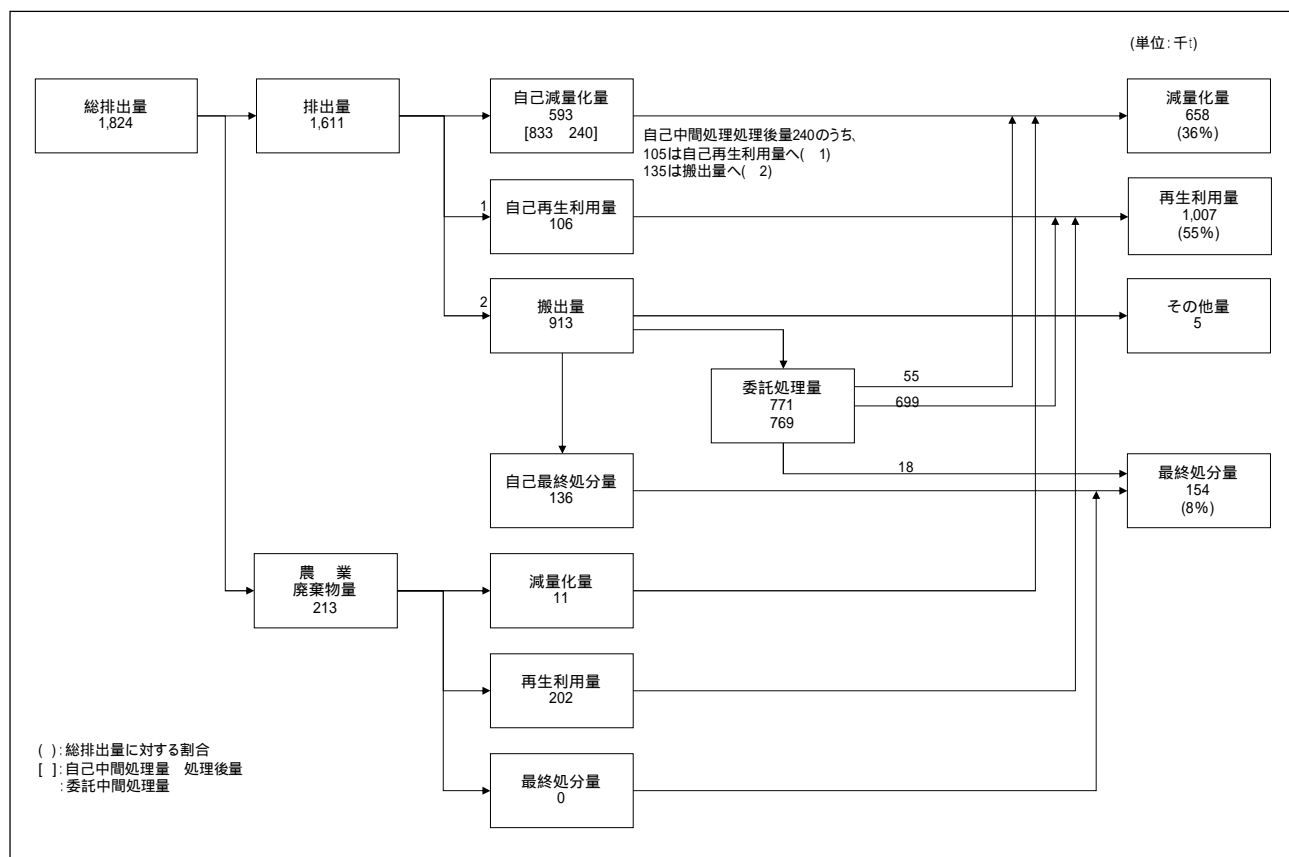 (単位:千t)
総排出量
1,824
排出量
1,611
自己減量化量
593
[833 240]
自己中間処理処理後量240のうち、
105は自己再生利用量へ( 1)
135は搬出量へ( 2)
減量化量
658
(36%)
1
自己再生利用量
106
再生利用量
1,007
(55%)
2
搬出量
913
その他量
5
委託処理量
771
769
55
699
18
自己最終処分量
136
最終処分量
154
(8%)
農 業
廃棄物量
213
減量化量
11
再生利用量
202
最終処分量
0
( ):総排出量に対する割合
[ ]:自己中間処理量 処理後量
:委託中間処理量